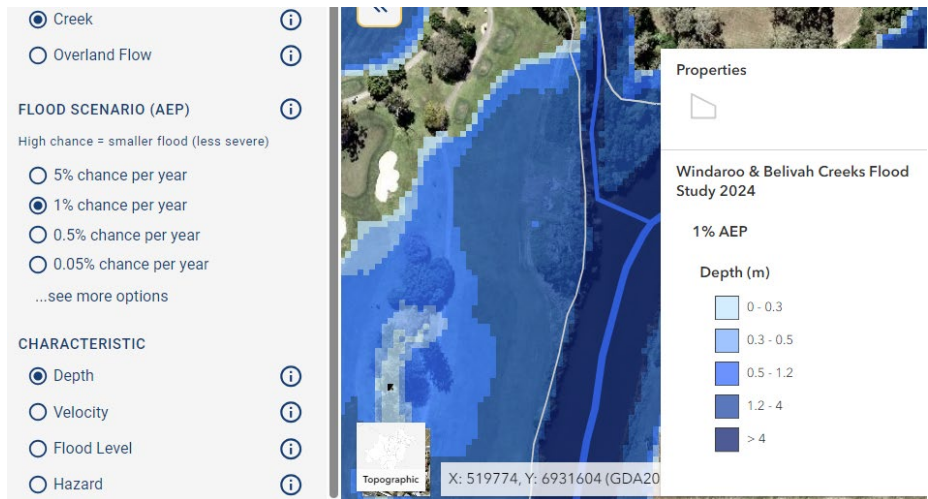 Creek
Overland Flow
FLOOD SCENARIO (AEP)
High chance = smaller flood (less severe)
5% chance per year
1% chance per year
0.5% chance per year
0.05% chance per year
...see more options
CHARACTERISTIC
Depth
Velocity
Flood Level
Hazard
Topographic
X: 519774, Y: 6931604 (GDA20
Properties
Windaroo & Belivah Creeks Flood
Study 2024
1% AEP
Depth (m)
0 - 0.3
0.3 - 0.5
0.5 - 1.2
1.2 - 4
> 4